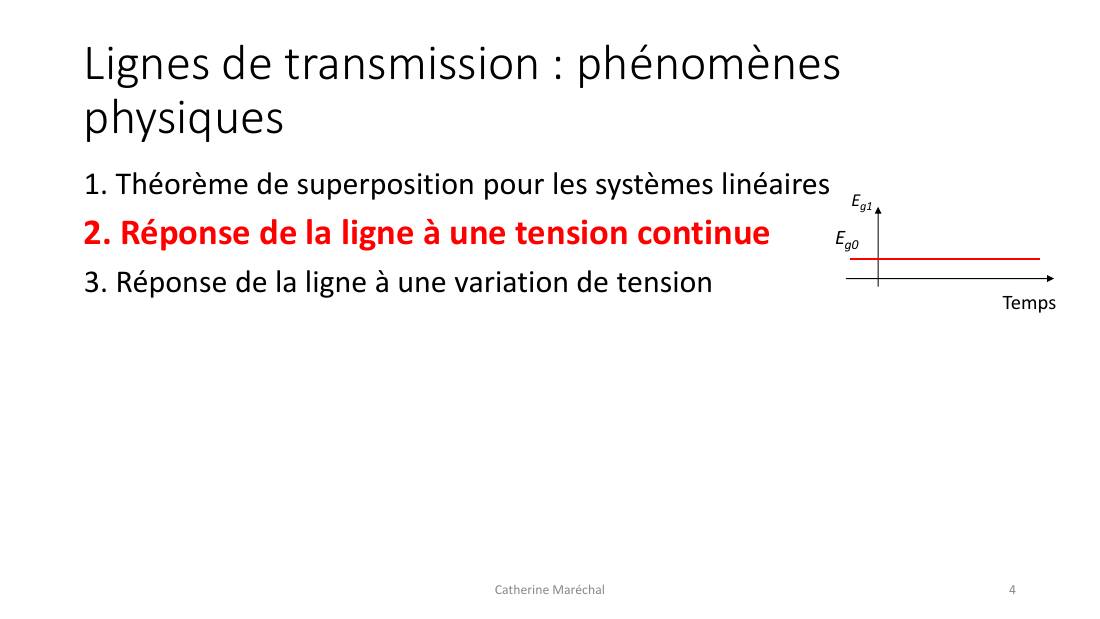 Lignes de transmission : phénomènes
physiques
1. Théorème de superposition pour les systèmes linéaires
2. Réponse de la ligne à une tension continue
3. Réponse de la ligne à une variation de tension
Eg1
Eg0
Temps
Catherine Maréchal
4